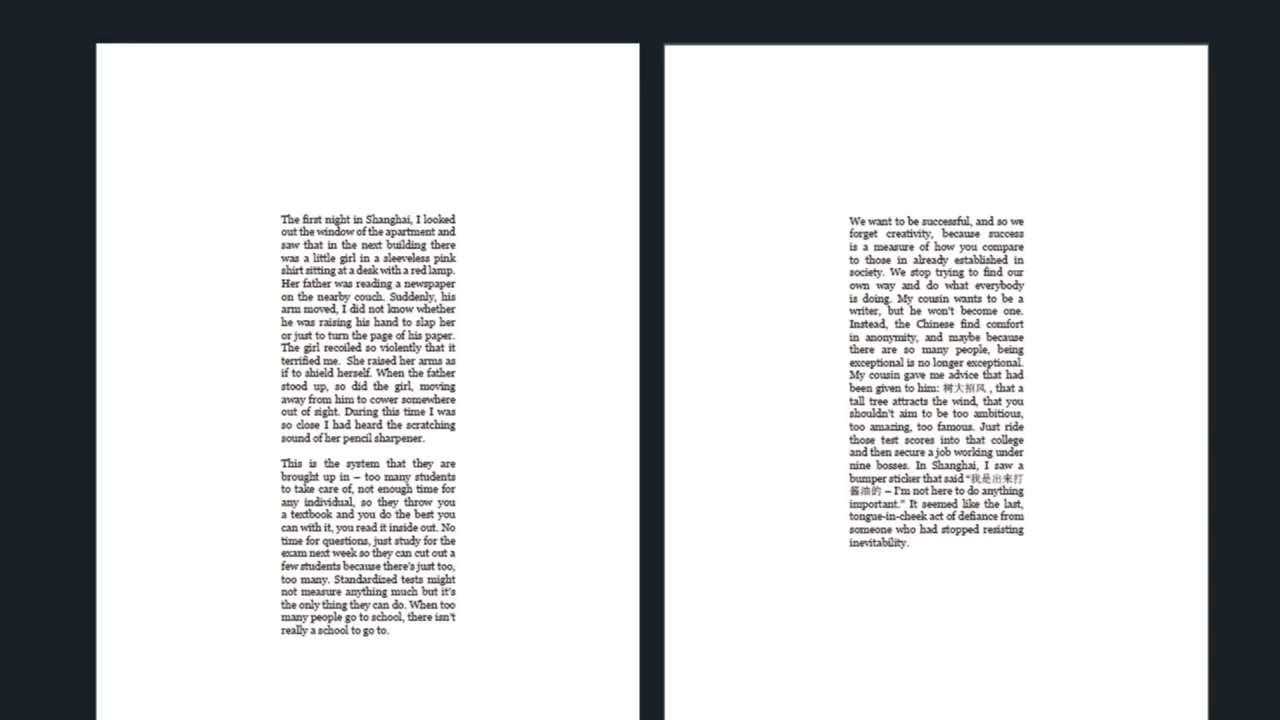 The first night in Shanghai, I looked
out the window of the apartment and
saw that in the next building there
was a little girl in a sleeveless pink
shirt sitting at a desk with a red lamp.
Her father was reading a newspaper
on the nearby couch. Suddenly, his
arm moved, I did not know whether
he was raising his hand to slap her
or just to turn the page of his paper.
The girl recoiled so violently that it
terrified me. She raised her arms as
if to shield herself. When the father
stood up, so did the girl, moving
away from him to cower somewhere
out of sight. During this time I was
so close I had heard the scratching
sound of her pencil sharpener.
This is the system that they are
brought up in – too many students
to take care of, not enough time for
any individual, so they throw you
a textbook and you do the best you
can with it, you read it inside out. No
time for questions, just study for the
exam next week so they can cut out a
few students because there's just too,
too many. Standardized tests might
not measure anything much but it's
the only thing they can do. When too
many people go to school, there isn't
really a school to go to.
We want to be successful, and so we
forget creativity, because success
is a measure of how you compare
to those in already established in
society. We stop trying to find our
own way and do what everybody
is doing. My cousin wants to be a
writer, but he won't become one.
Instead, the Chinese find comfort
in anonymity, and maybe because
there are so many people, being
exceptional is no longer exceptional.
My cousin gave me advice that had
been given to him: 树大招风 , that a
tall tree attracts the wind, that you
shouldn't aim to be too ambitious,
too amazing, too famous. Just ride
those test scores into that college
and then secure a job working under
nine bosses. In Shanghai, I saw a
bumper sticker that said “我是出来打
酱油的 – I'm not here to do anything
important.” It seemed like the last,
tongue-in-cheek act of defiance from
someone who had stopped resisting
inevitability.